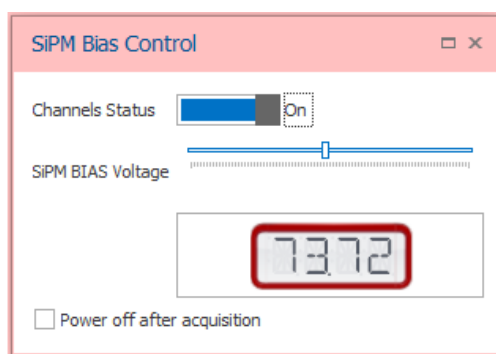 SiPM Bias Control
Channels Status On
SiPM BIAS Voltage
73.72
Power off after acquisition